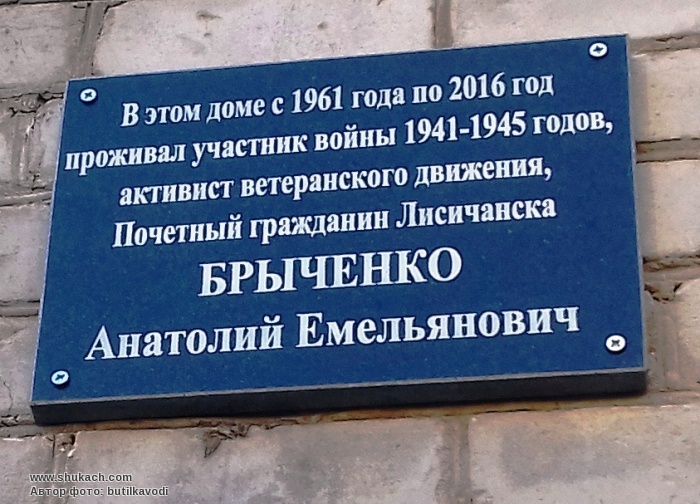 В этом доме с 1961 года по 2016 год
проживал участник войны 1941-1945 годов,
активист ветеранского движения,
Почетный гражданин Лисичанска
БРЫЧЕНКО
Анатолий Емельянович
www.shukach.com
Автор фото: butilkavodi